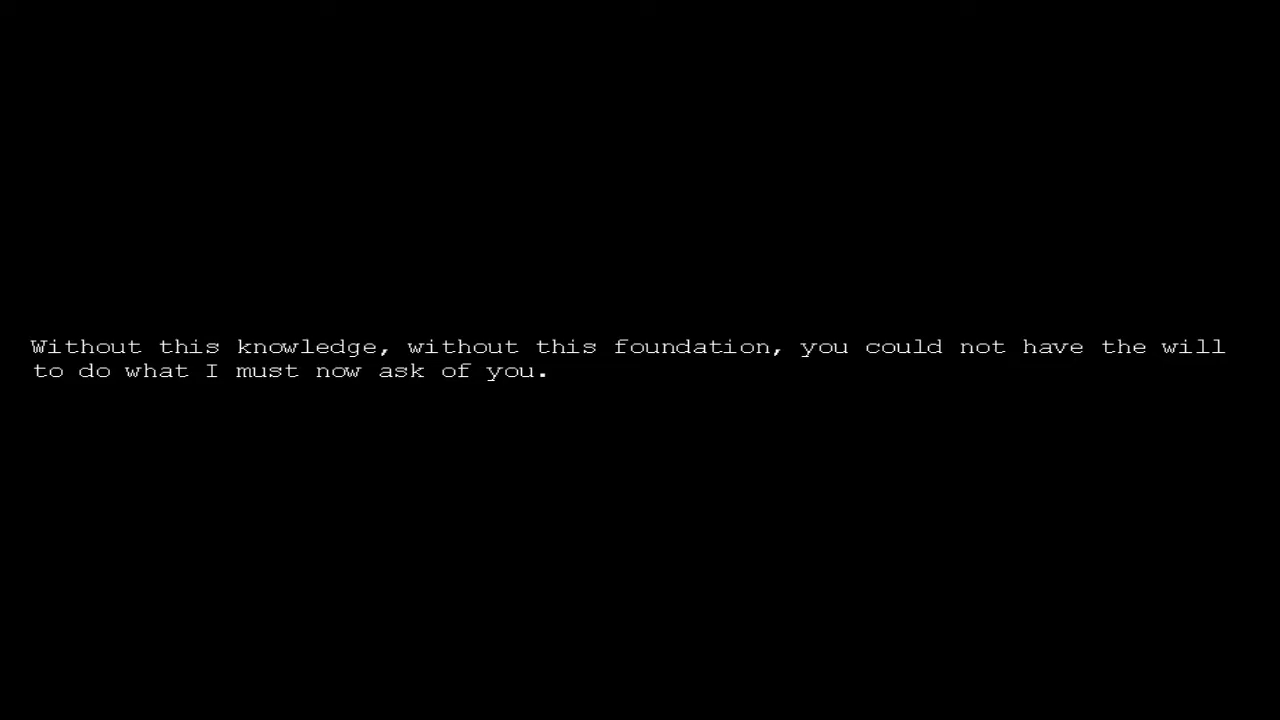 Without this knowledge, without this foundation, you could not have the will
to do what I must now ask of you.